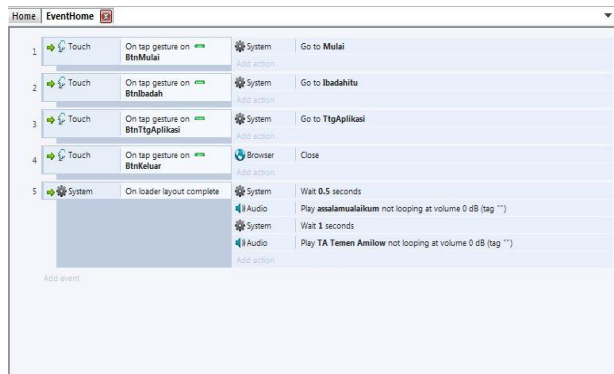 Home EventHome
1 Touch On tap gesture on BtnMulai System Go to Mulai
Add action
2 Touch On tap gesture on BtnIbadah System Go to Ibadahitu
Add action
3 Touch On tap gesture on BtnTtgAplikasi System Go to TtgAplikasi
Add action
4 Touch On tap gesture on BtnKeluar Browser Close
Add action
5 System On loader layout complete System Wait 0.5 seconds
Audio Play assalamualaikum not looping at volume 0 dB (tag "")
System Wait 1 seconds
Audio Play TA Temen Amilow not looping at volume 0 dB (tag "")
Add action
Add event